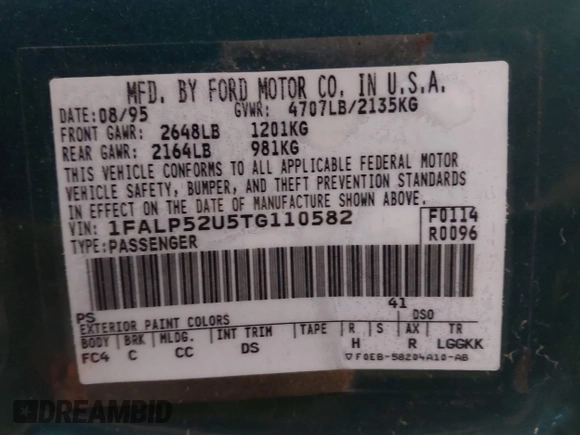 MFD. BY FORD MOTOR CO. IN U.S.A.
DATE: 08/95 GVWR: 4707LB/2135KG
FRONT GAWR: 2648LB 1201KG
REAR GAWR: 2164LB 981KG
THIS VEHICLE CONFORMS TO ALL APPLICABLE FEDERAL MOTOR
VEHICLE SAFETY, BUMPER, AND THEFT PREVENTION STANDARDS
IN EFFECT ON THE DATE OF MANUFACTURE SHOWN ABOVE.
VIN: 1FALP52U5TG110582 F0114
TYPE: PASSENGER R0096
41
PS DSO
EXTERIOR PAINT COLORS
BODY BRK MLDG. INT TRIM TAPE R S AX TR
FC4 C CC DS H R LGGKK
▽F0EB-58204A10-AB
DREAMBID